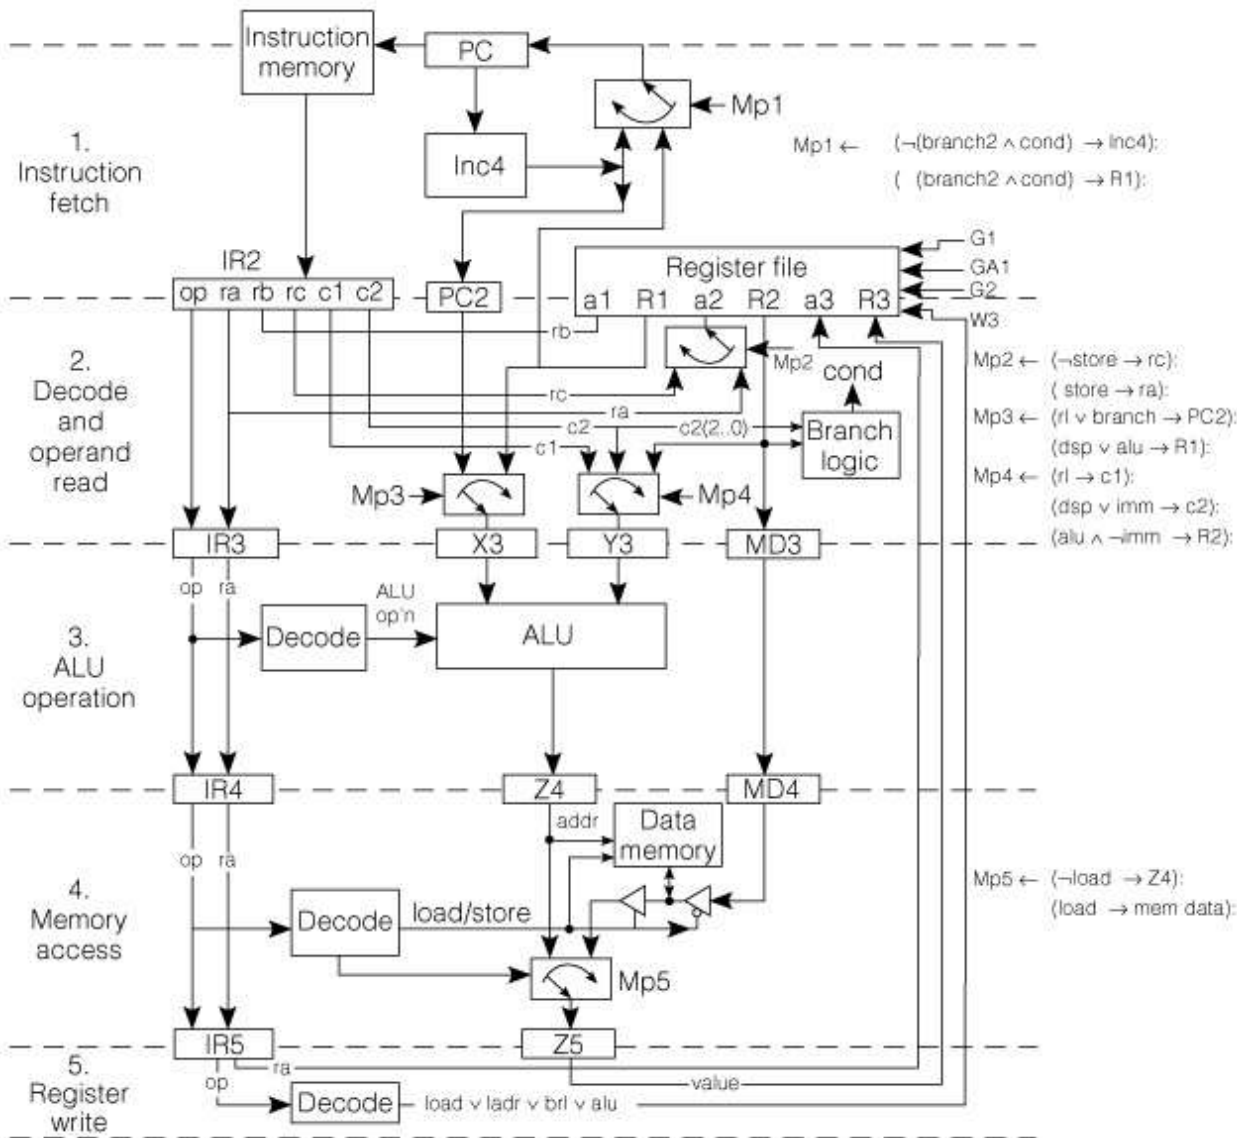 Instruction
memory
PC
Mp1
1.
Instruction
fetch
Inc4
Mp1 ← (¬(branch2 ∧ cond) → Inc4):
( (branch2 ∧ cond) → R1):
IR2
op ra rb rc c1 c2
PC2
Register file
a1 R1 a2 R2 a3 R3
G1
GA1
G2
W3
rb
2.
Decode
and
operand
read
Mp2
cond
rc
ra
c2
c2(2..0)
c1
Branch
logic
Mp3
Mp4
Mp2 ← (¬store → rc):
( store → ra):
Mp3 ← (rl ∨ branch → PC2):
(dsp ∨ alu → R1):
Mp4 ← (rl → c1):
(dsp ∨ imm → c2):
(alu ∧ ¬imm → R2):
IR3
X3
Y3
MD3
op ra
ALU
op'n
3.
ALU
operation
Decode
ALU
IR4
Z4
MD4
addr
Data
memory
op ra
4.
Memory
access
Decode
load/store
Mp5
Mp5 ← (¬load → Z4):
(load → mem data):
IR5
Z5
5.
Register
write
op
ra
value
Decode
load ∨ ladr ∨ brl ∨ alu